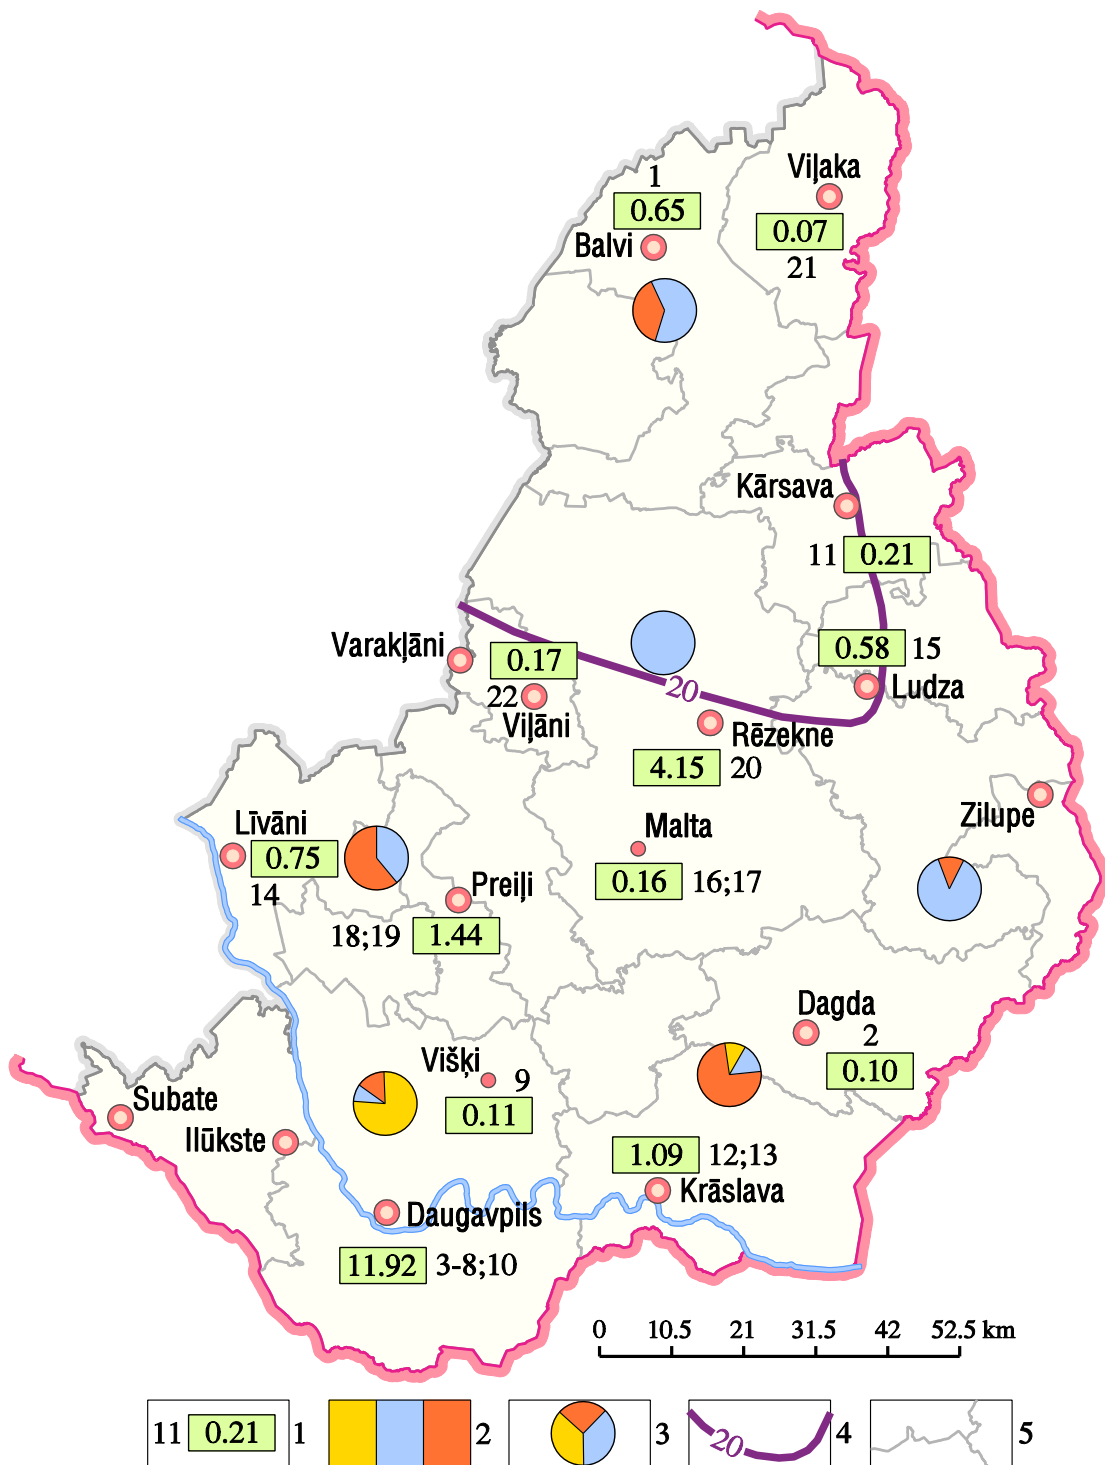 Viļaka
1
0.65
0.07
Balvi
21
Kārsava
11 0.21
Varakļāni
0.17
0.58 15
22
Viļāni
20
Ludza
Rēzekne
4.15 20
Zilupe
Līvāni
Malta
0.75
14
0.16 16;17
Preiļi
18;19 1.44
Dagda
2
0.10
Višķi
9
0.11
Subate
Ilūkste
1.09 12;13
Krāslava
Daugavpils
11.92 3-8;10
0 10.5 21 31.5 42 52.5 km
11 0.21 1 2 3 20 4 5